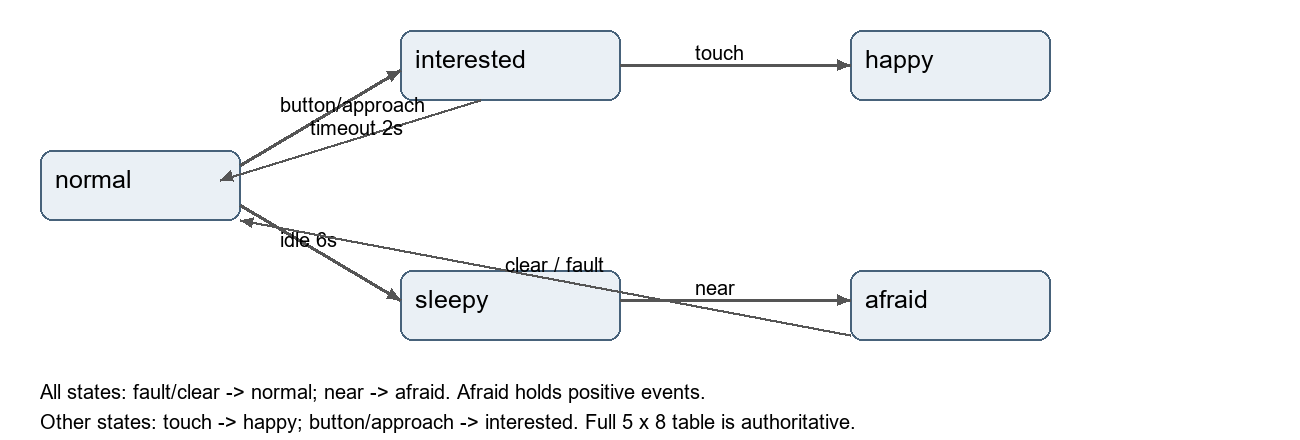 interested
touch
happy
button/approach
timeout 2s
normal
idle 6s
clear / fault
sleepy
near
afraid
All states: fault/clear -> normal; near -> afraid. Afraid holds positive events.
Other states: touch -> happy; button/approach -> interested. Full 5 x 8 table is authoritative.